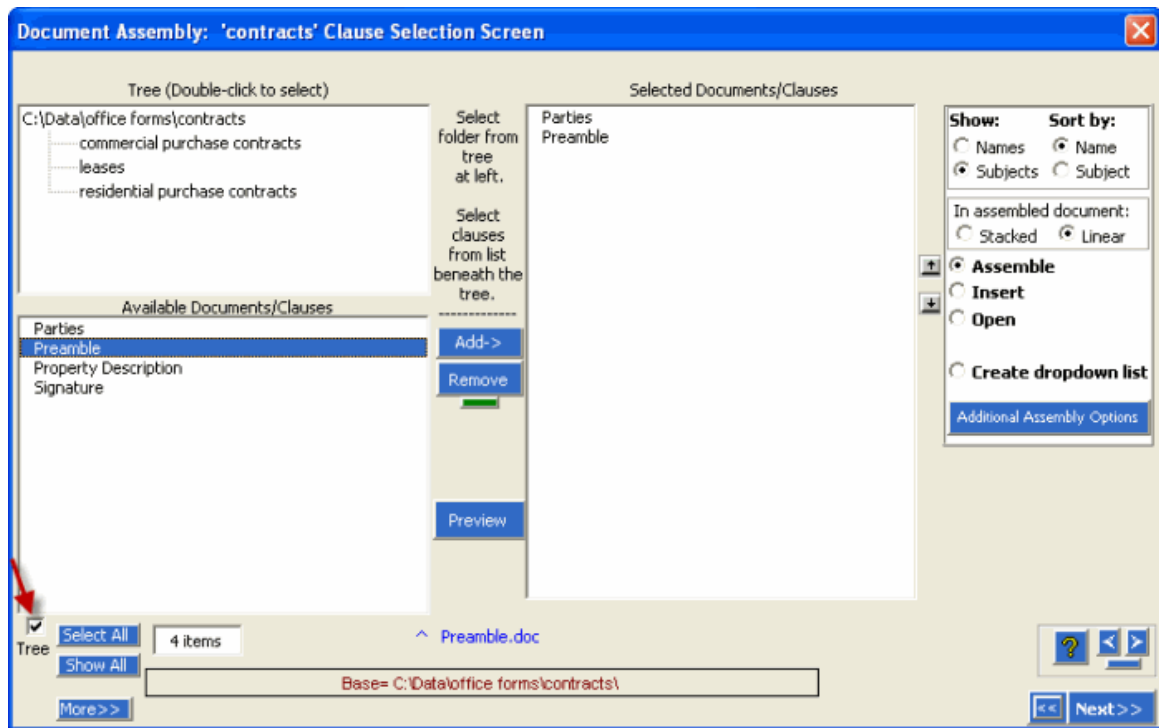 Document Assembly: 'contracts' Clause Selection Screen
Tree (Double-click to select)
C:\Data\office forms\contracts
commercial purchase contracts
leases
residential purchase contracts
Available Documents/Clauses
Parties
Preamble
Property Description
Signature
Select
folder from
tree
at left.
Select
clauses
from list
beneath the
tree.
-------------
Add->
Remove
Preview
Selected Documents/Clauses
Parties
Preamble
Show: Sort by:
Names Name
Subjects Subject
In assembled document:
Stacked Linear
Assemble
Insert
Open
Create dropdown list
Additional Assembly Options
Tree
Select All
4 items
^ Preamble.doc
Show All
Base= C:\Data\office forms\contracts\
More>>
?
< >
<< Next>>